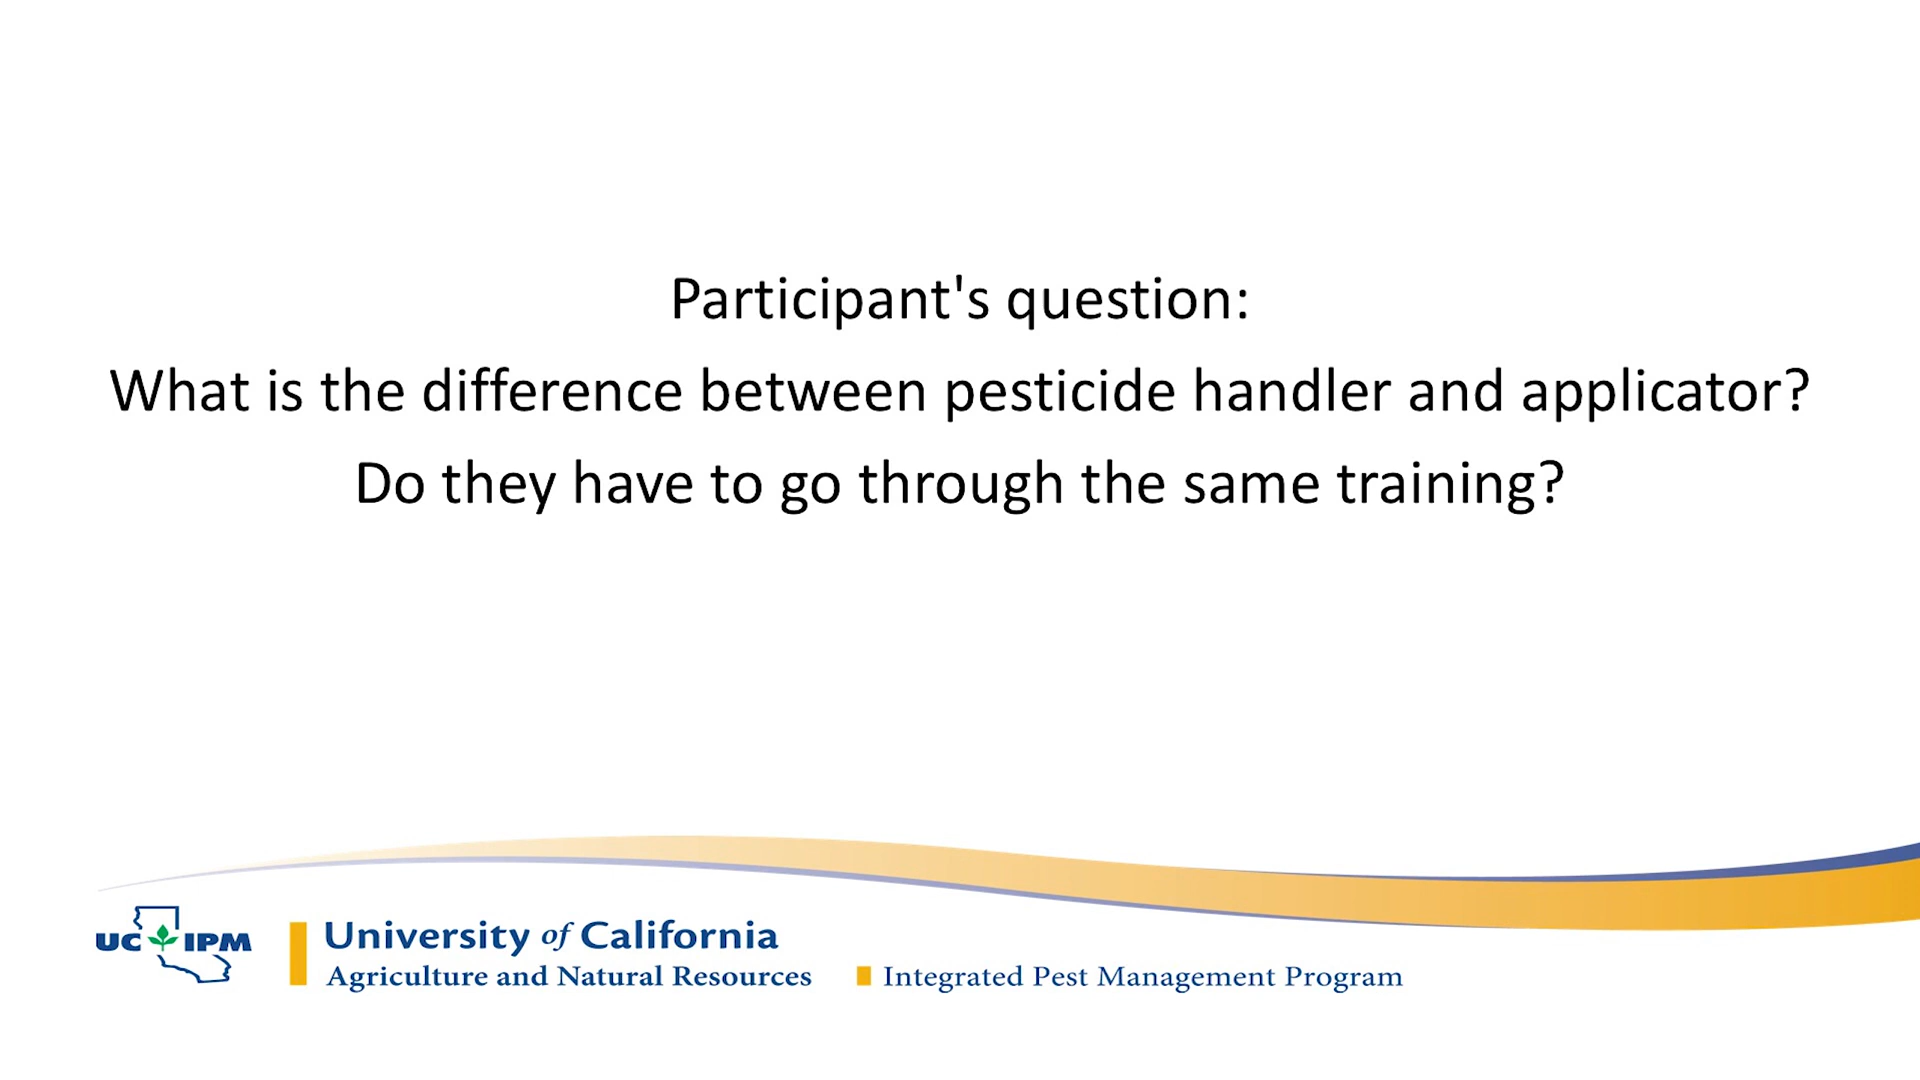 Participant's question:
What is the difference between pesticide handler and applicator?
Do they have to go through the same training?
UC IPM
University of California
Agriculture and Natural Resources
Integrated Pest Management Program